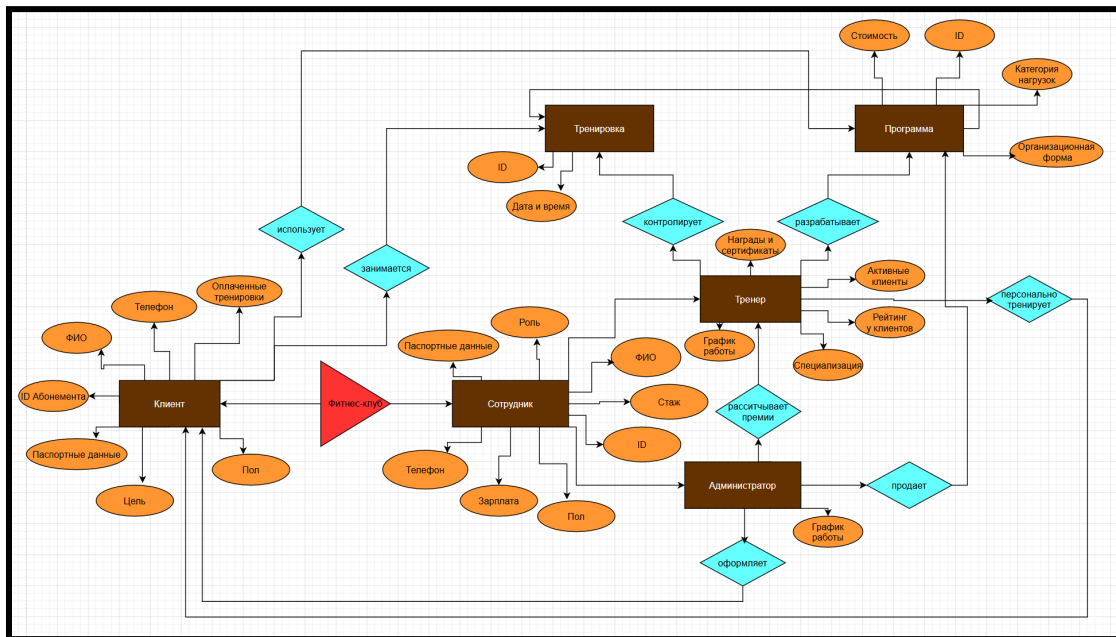 Стоимость
ID
Категория
нагрузок
Тренировка
Программа
Организационная
форма
ID
Дата и время
использует
контролирует
разрабатывает
Награды и
сертификаты
занимается
Активные
клиенты
Оплаченные
тренировки
Телефон
Тренер
персонально
тренирует
ФИО
Роль
Рейтинг
у клиентов
Паспортные данные
График
работы
ФИО
Специализация
ID Абонемента
Клиент
Фитнес-клуб
Сотрудник
Стаж
расситчывает
премии
Паспортные данные
ID
Пол
Телефон
Администратор
продает
Цель
Зарплата
Пол
График
работы
оформляет